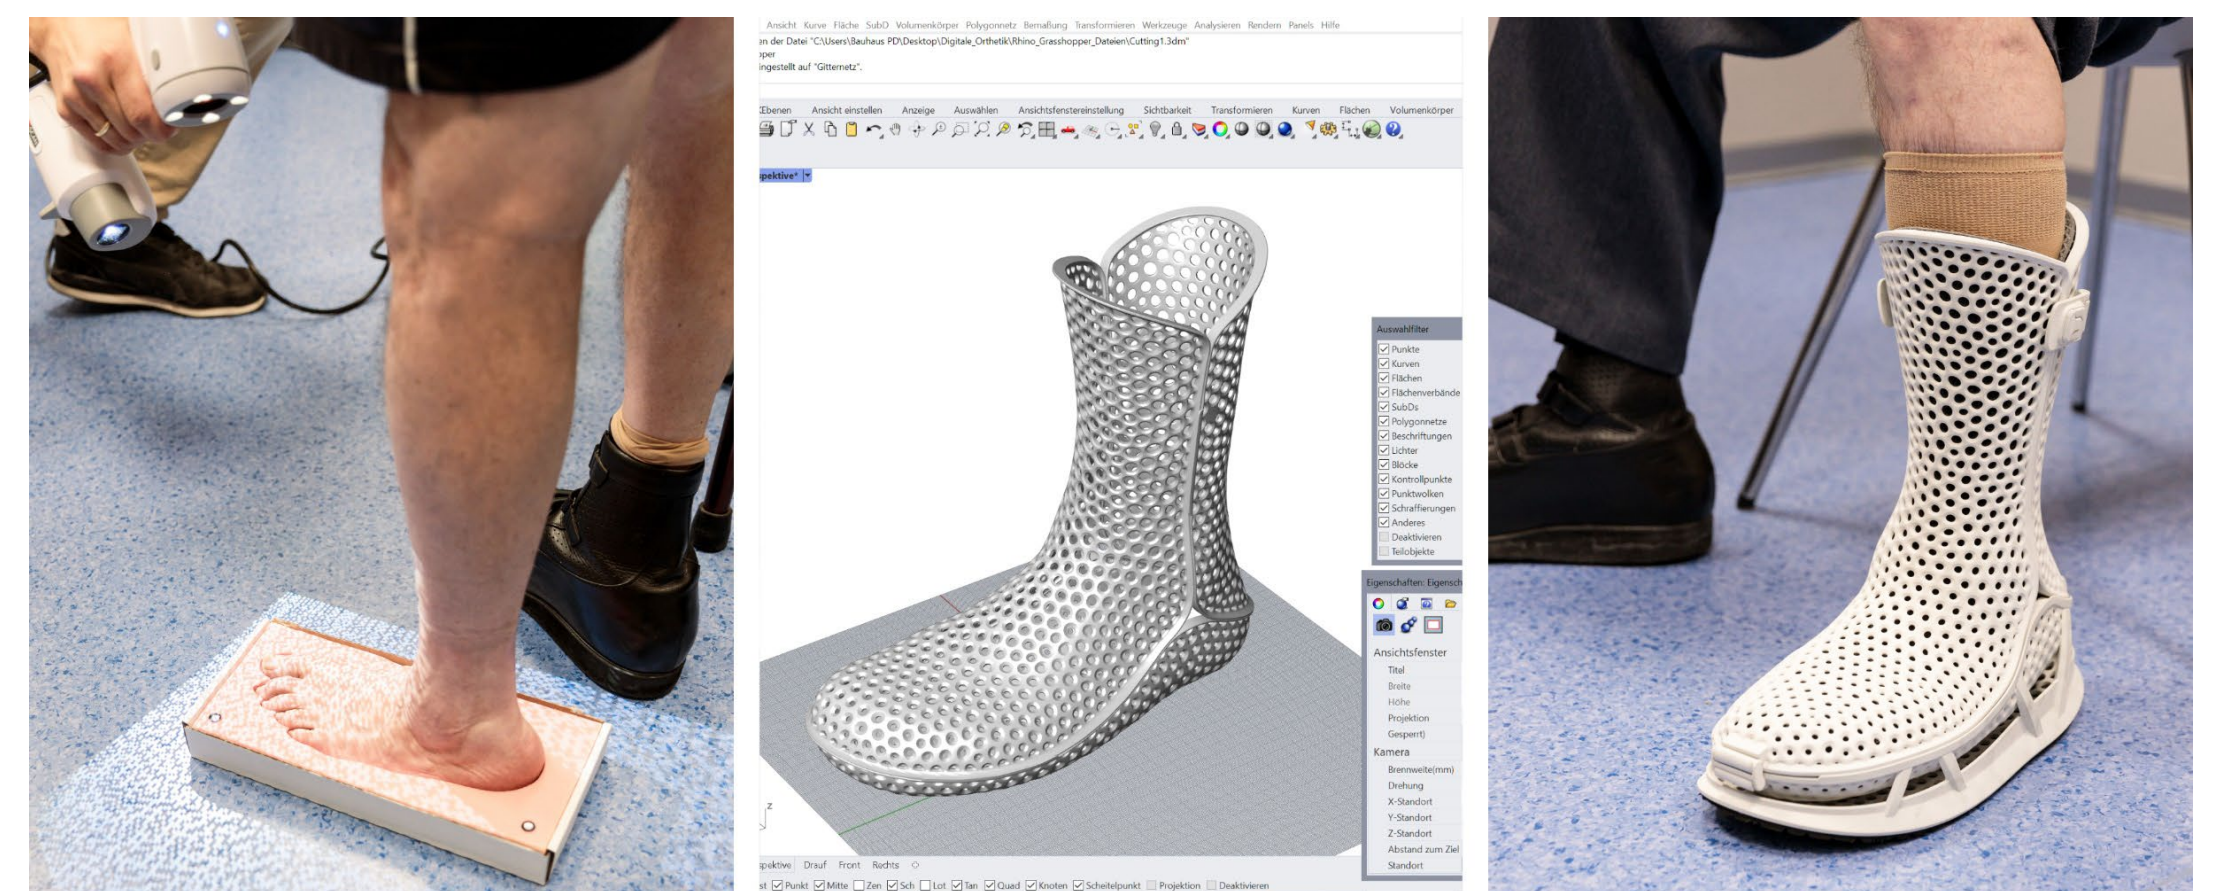 Ansicht Kurve Fläche SubD Volumenkörper Polygonnetz Bemaßung Transformieren Werkzeuge Analysieren Rendern Panels Hilfe
en der Datei "C:\Users\Bauhaus PD\Desktop\Digitale_Orthetik\Rhino_Grasshopper_Dateien\Cutting1.3dm"
pper
ingestellt auf "Gitternetz".
KEbenen Ansicht einstellen Anzeige Auswählen Ansichtsfenstereinstellung Sichtbarkeit Transformieren Kurven Flächen Volumenkörper
spektive*
Auswahlfilter
Punkte
Kurven
Flächen
Flächenverbände
SubDs
Polygonnetze
Beschriftungen
Lichter
Blöcke
Kontrollpunkte
Punktwolken
Schraffierungen
Anderes
Deaktivieren
Teilobjekte
Eigenschaften: Eigensch
Ansichtsfenster
Titel
Breite
Höhe
Projektion
Gesperrt)
Kamera
Brennweite(mm)
Drehung
X-Standort
Y-Standort
Z-Standort
Abstand zum Ziel
Standort
z
spektive Drauf Front Rechts
st Punkt Mitte Zen Sch Lot Tan Quad Knoten Scheitelpunkt Projektion Deaktivieren